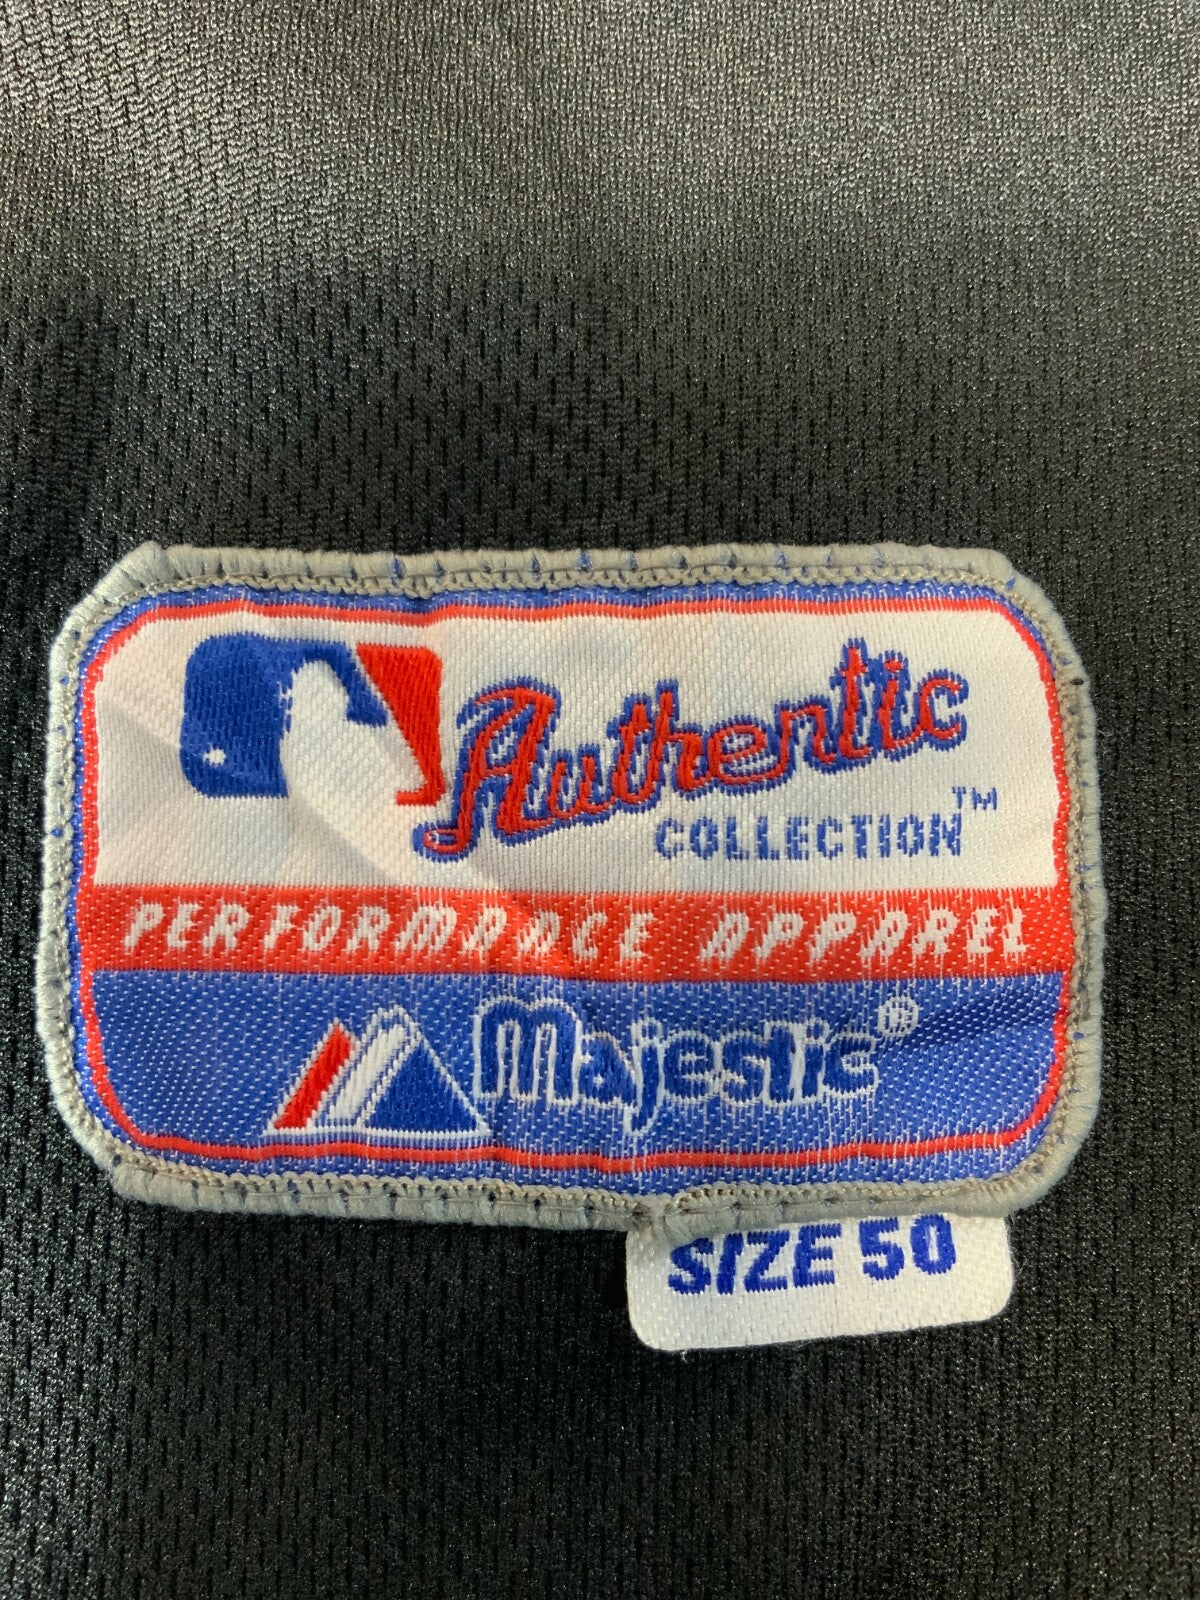 Authentic
COLLECTION™
PERFORMANCE APPAREL
Majestic®
SIZE 50